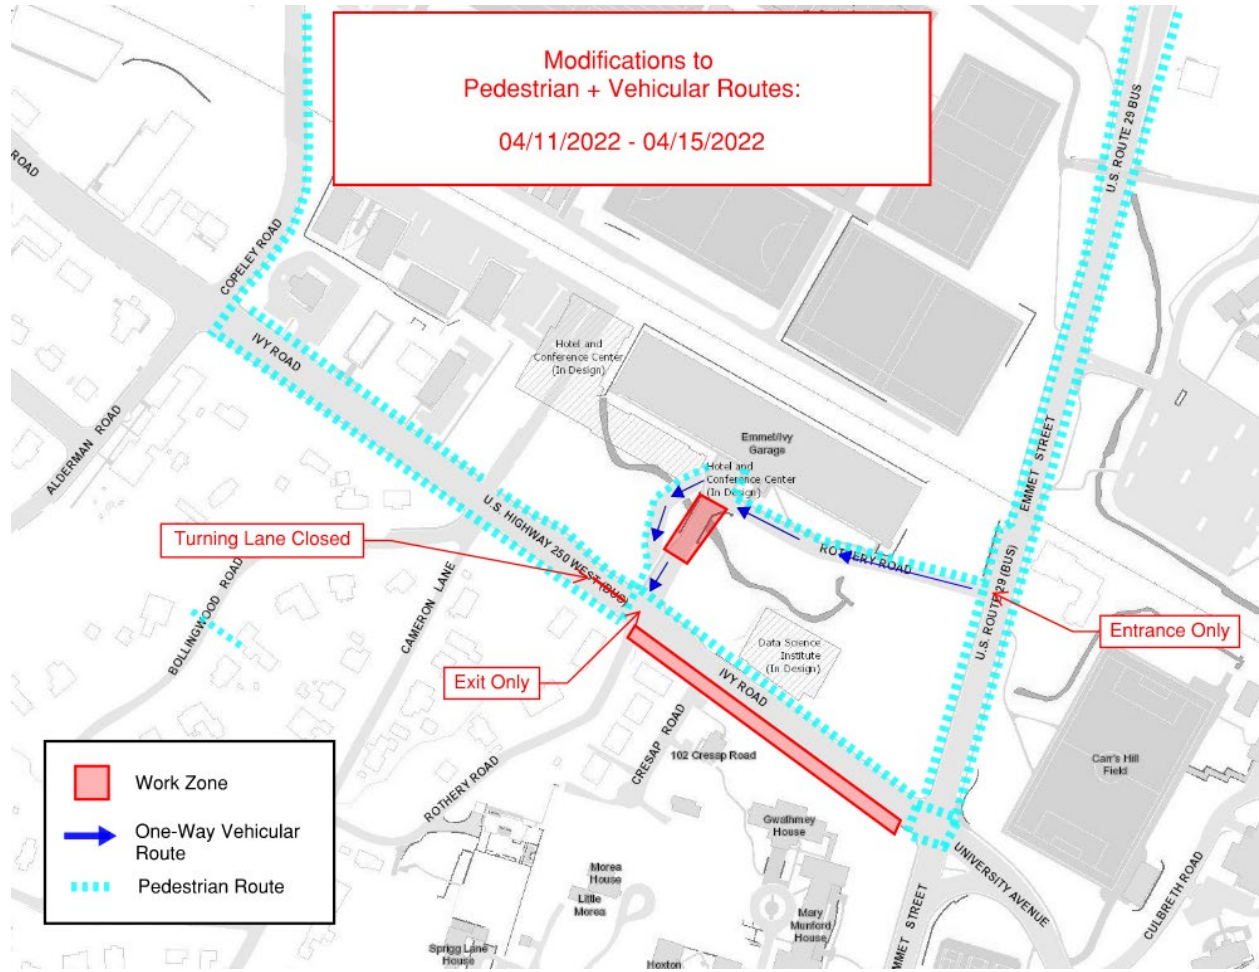 Modifications to
Pedestrian + Vehicular Routes:
04/11/2022 - 04/15/2022
ROAD
COPELEY ROAD
U.S. ROUTE 29 BUS
IVY ROAD
Hotel and
Conference Center
(In Design)
ALDERMAN ROAD
Emmet/Ivy
Garage
EMMET STREET
Hotel and
Conference Center
(In Design)
U.S. HIGHWAY 250 WEST (BUS)
Turning Lane Closed
ROTHERY ROAD
U.S. ROUTE 29 (BUS)
Entrance Only
BOLLINGWOOD ROAD
CAMERON LANE
Data Science
Institute
(In Design)
Exit Only
IVY ROAD
CRESAP ROAD
102 Cresap Road
Carr's Hill
Field
ROTHERY ROAD
Work Zone
One-Way Vehicular
Route
Pedestrian Route
Gwathmey
House
UNIVERSITY AVENUE
Morea
House
Little
Morea
Mary
Munford
House
EMMET STREET
CULBRETH ROAD
Sprigg Lane
House
Hoxton